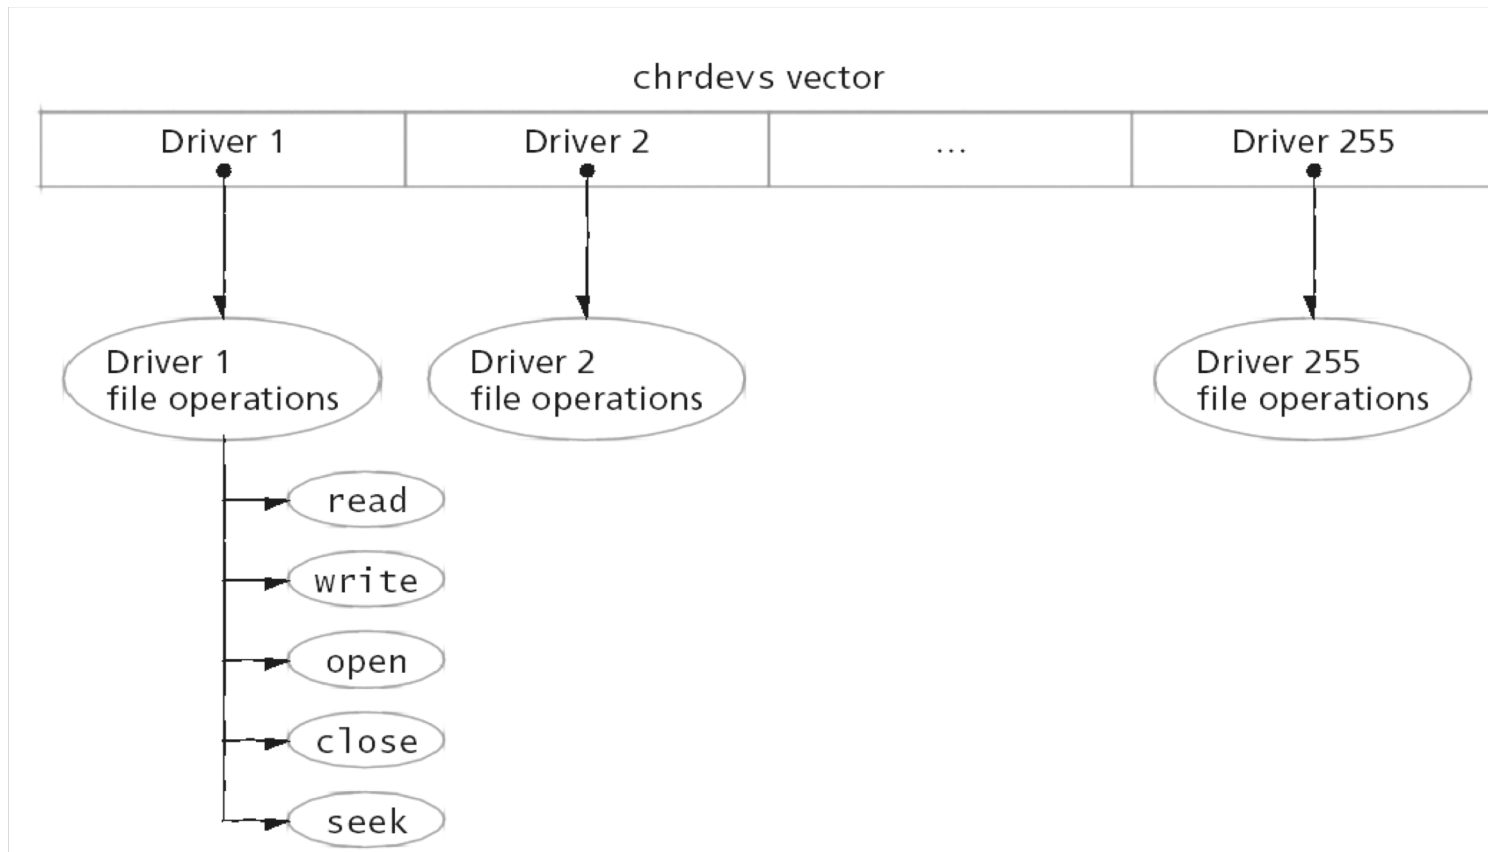 chrdevs vector
Driver 1
Driver 2
...
Driver 255
Driver 1
file operations
Driver 2
file operations
Driver 255
file operations
read
write
open
close
seek